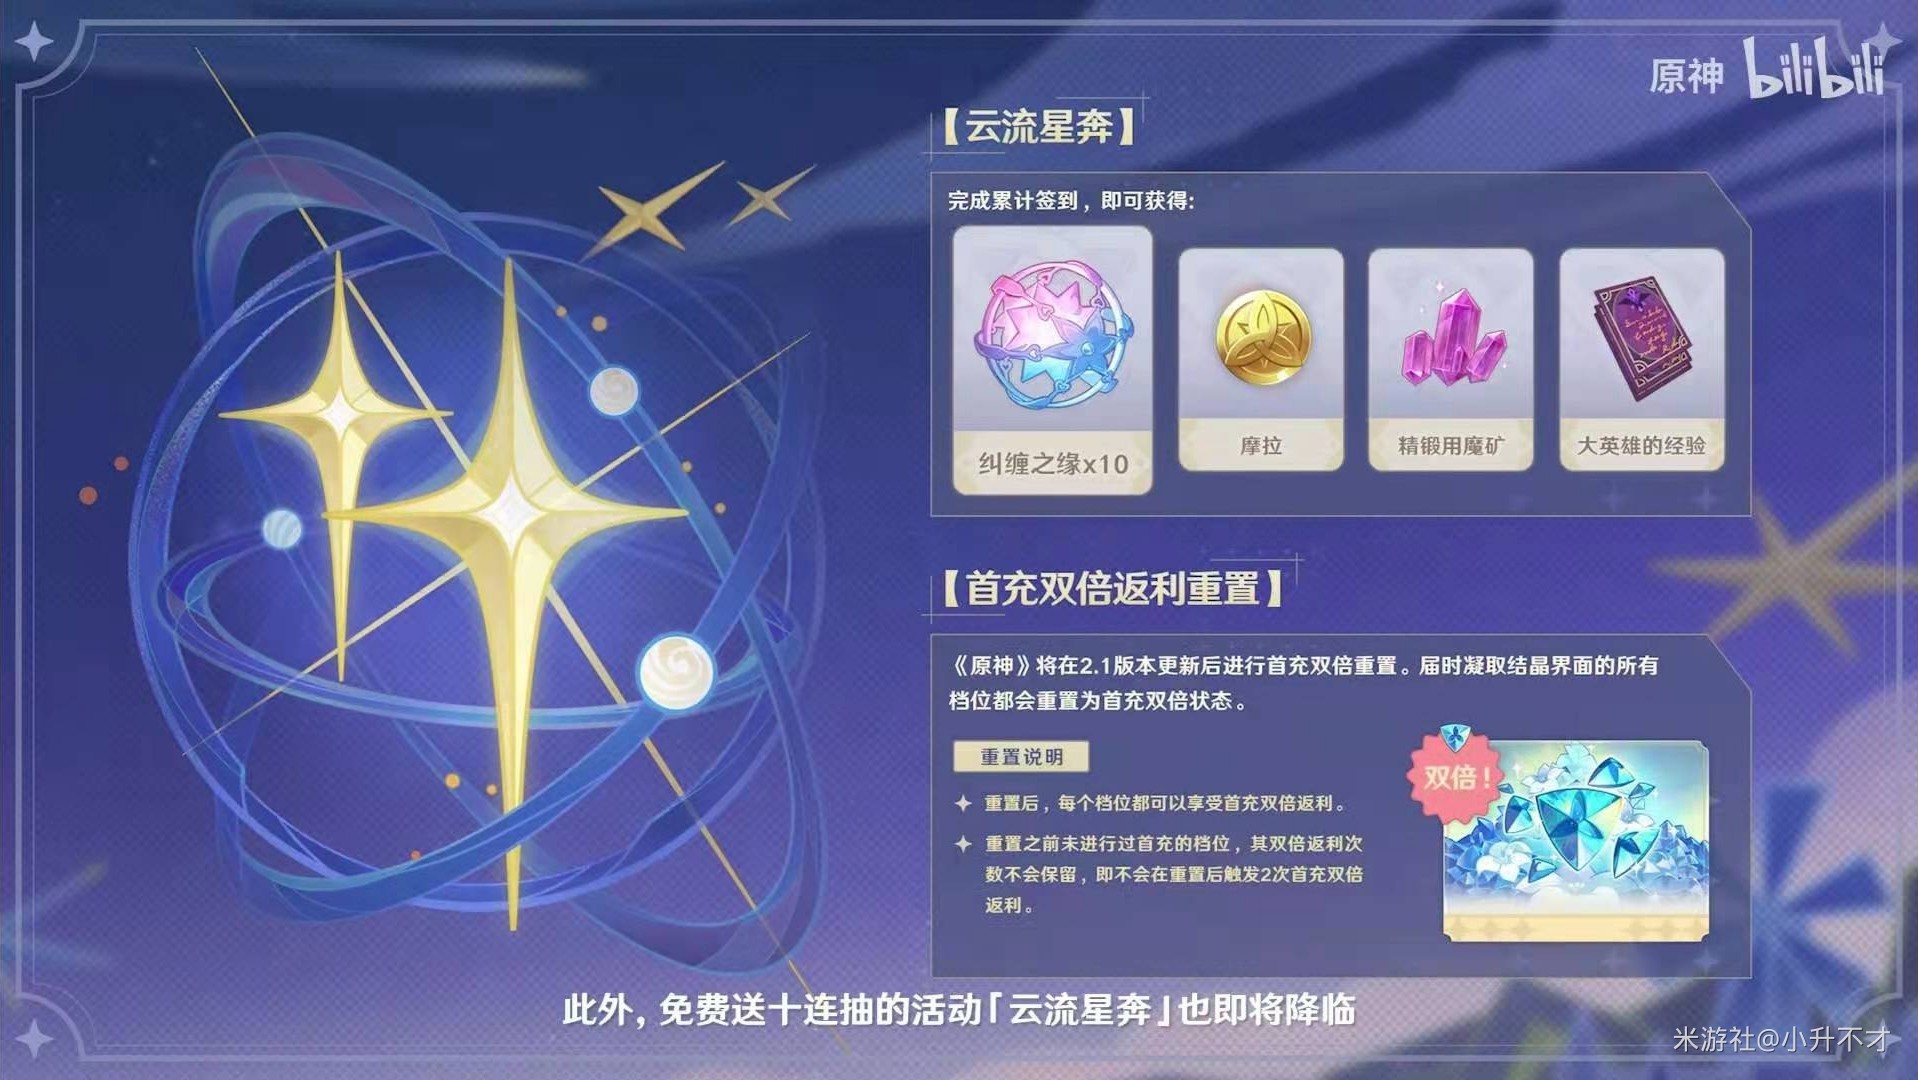 原神 bilibili
【云流星奔】
完成累计签到，即可获得:
纠缠之缘x10
摩拉
精锻用魔矿
大英雄的经验
【首充双倍返利重置】
《原神》将在2.1版本更新后进行首充双倍重置。届时凝取结晶界面的所有
档位都会重置为首充双倍状态。
重置说明
重置后，每个档位都可以享受首充双倍返利。
重置之前未进行过首充的档位，其双倍返利次
数不会保留，即不会在重置后触发2次首充双倍
返利。
双倍！
此外，免费送十连抽的活动「云流星奔」也即将降临
米游社@小升不才